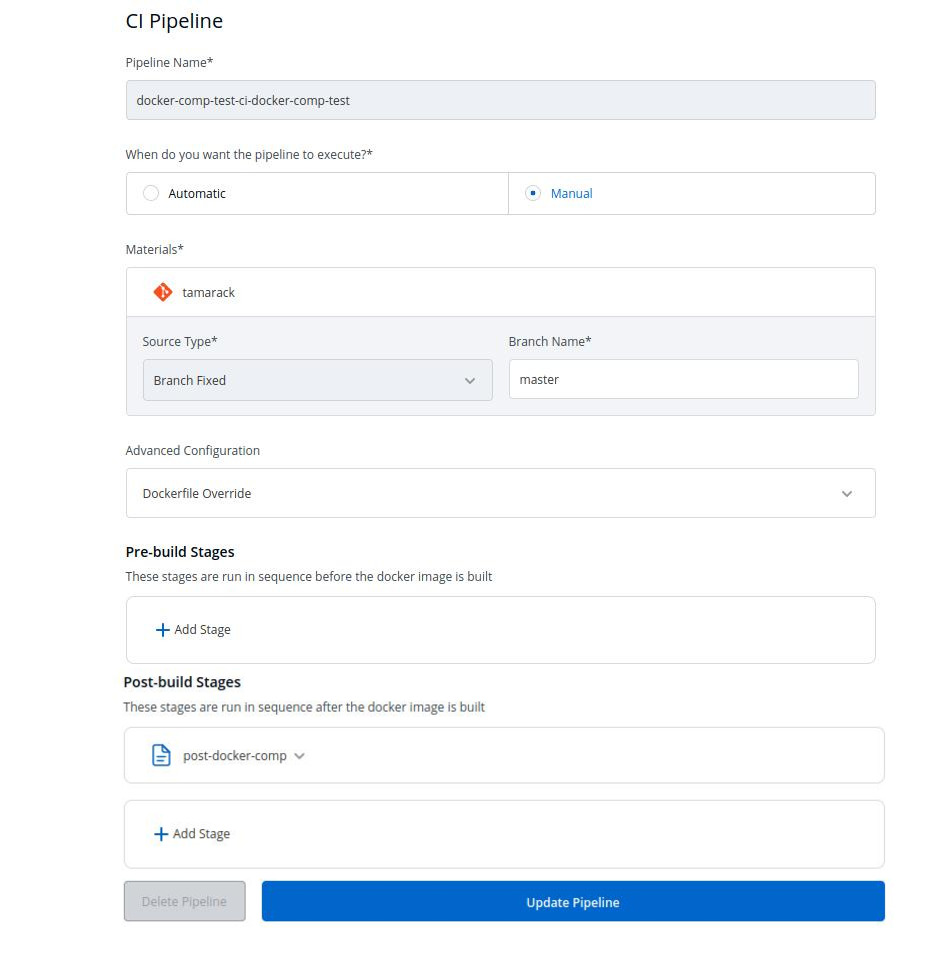 CI Pipeline
Pipeline Name*
docker-comp-test-ci-docker-comp-test
When do you want the pipeline to execute?*
Automatic
Manual
Materials*
tamarack
Source Type*
Branch Name*
Branch Fixed
master
Advanced Configuration
Dockerfile Override
Pre-build Stages
These stages are run in sequence before the docker image is built
Add Stage
Post-build Stages
These stages are run in sequence after the docker image is built
post-docker-comp
Add Stage
Delete Pipeline
Update Pipeline